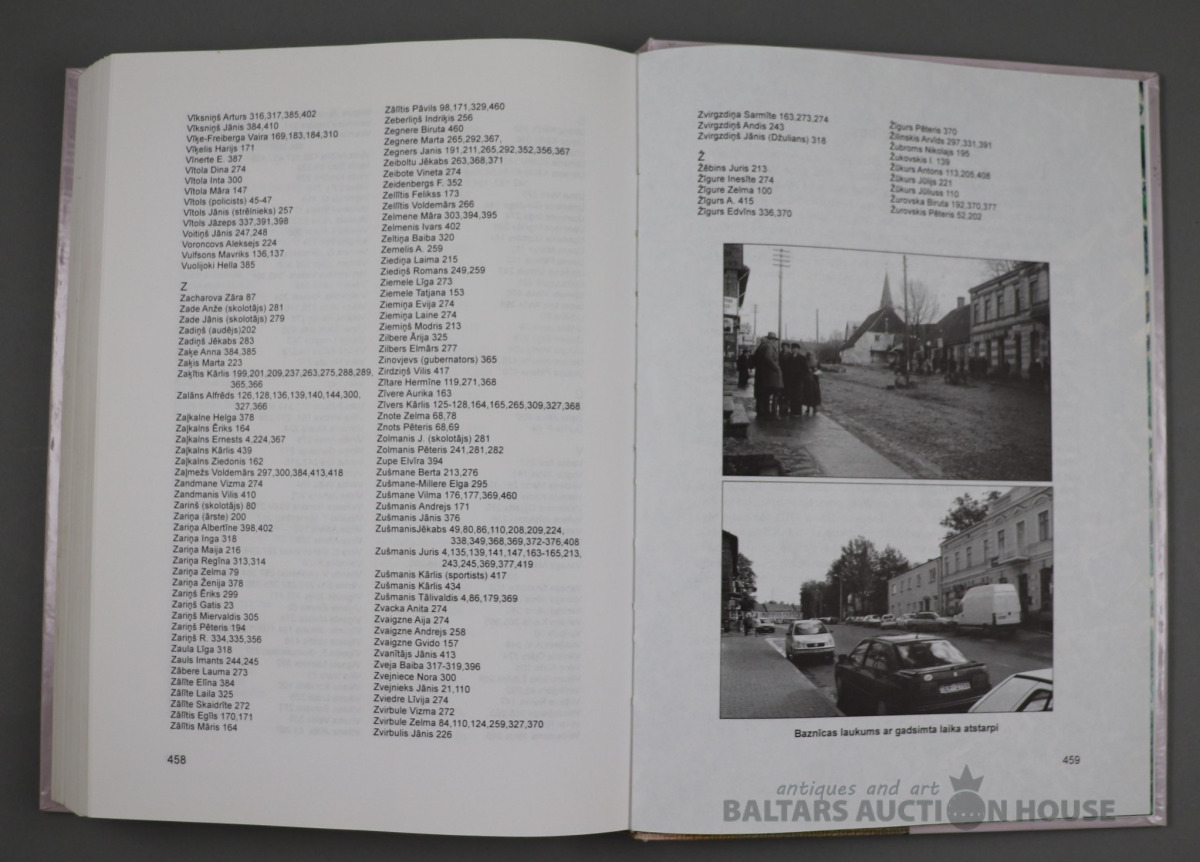 Vīksniņš Arturs 316,317,385,402
Vīksniņš Jānis 384,410
Vīķe-Freiberga Vaira 169,183,184,310
Vīķelis Harijs 171
Vīnerte E. 387
Vītola Dina 274
Vītola Inta 300
Vītola Māra 147
Vītols (policists) 45-47
Vītols Jānis (strēlnieks) 257
Vītols Jāzeps 337,391,398
Voitiņš Jānis 247,248
Voroncovs Aleksejs 224
Vulfsons Mavriks 136,137
Vuolijoki Hella 385
Z
Zacharova Zāra 87
Zade Anže (skolotājs) 281
Zade Jānis (skolotājs) 279
Zadiņš (audējs)202
Zadiņš Jēkabs 283
Zaķe Anna 384,385
Zaķis Marta 223
Zaķītis Kārlis 199,201,209,237,263,275,288,289,
365,366
Zalāns Alfrēds 126,128,136,139,140,144,300,
327,366
Zaļkalne Helga 378
Zaļkalns Ēriks 164
Zaļkalns Ernests 4,224,367
Zaļkalns Kārlis 439
Zaļkalns Ziedonis 162
Zaļmežs Voldemārs 297,300,384,413,418
Zandmane Vizma 274
Zandmanis Vilis 410
Zarinš (skolotājs) 80
Zariņa (ārste) 200
Zariņa Albertīne 398,402
Zariņa Inga 318
Zariņa Maija 216
Zariņa Regīna 313,314
Zariņa Zelma 79
Zariņa Ženija 378
Zariņš Ēriks 299
Zariņš Gatis 23
Zariņš Miervaldis 305
Zariņš Pēteris 194
Zariņš R. 334,335,356
Zaula Līga 318
Zauls Imants 244,245
Zābere Lauma 273
Zālīte Elīna 384
Zālīte Laila 325
Zālīte Skaidrīte 272
Zālītis Egīls 170,171
Zālītis Māris 164
Zālītis Pāvils 98,171,329,460
Zeberliņš Indriķis 256
Zegnere Biruta 460
Zegnere Marta 265,292,367,
Zegners Janis 191,211,265,292,352,356,367
Zeiboltu Jēkabs 263,368,371
Zeibote Vineta 274
Zeidenbergs F. 352
Zeilītis Felikss 173
Zeilītis Voldemārs 266
Zelmene Māra 303,394,395
Zelmenis Ivars 402
Zeltiņa Baiba 320
Zemelis A. 259
Ziediņa Laima 215
Ziediņš Romans 249,259
Ziemele Līga 273
Ziemele Tatjana 153
Ziemiņa Evija 274
Ziemiņa Laine 274
Ziemiņš Modris 213
Zilbere Ārija 325
Zilbers Elmārs 277
Zinovjevs (gubernators) 365
Zirdziņš Vilis 417
Zītare Hermīne 119,271,368
Zīvere Aurika 163
Zīvers Kārlis 125-128,164,165,265,309,327,368
Znote Zelma 68,78
Znots Pēteris 68,69
Zolmanis J. (skolotājs) 281
Zolmanis Pēteris 241,281,282
Zupe Elvīra 394
Zušmane Berta 213,276
Zušmane-Millere Elga 295
Zušmane Vilma 176,177,369,460
Zušmanis Andrejs 171
Zušmanis Jānis 376
ZušmanisJēkabs 49,80,86,110,208,209,224,
338,349,368,369,372-376,408
Zušmanis Juris 4,135,139,141,147,163-165,213,
243,245,369,377,419
Zušmanis Kārlis (sportists) 417
Zušmanis Kārlis 434
Zušmanis Tālivaldis 4,86,179,369
Zvacka Anita 274
Zvaigzne Aija 274
Zvaigzne Andrejs 258
Zvaigzne Gvido 157
Zvanītājs Jānis 413
Zveja Baiba 317-319,396
Zvejniece Nora 300
Zvejnieks Jānis 21,110
Zviedre Līvija 274
Zvirbule Vizma 272
Zvirbule Zelma 84,110,124,259,327,370
Zvirbulis Jānis 226
458
Zvirgzdiņa Sarmīte 163,273,274
Zvirgzdiņš Andis 243
Zvirgzdiņš Jānis (Džulians) 318
Ž
Žēbins Juris 213
Žīgure Inesīte 274
Žīgure Zelma 100
Žīgurs A. 415
Žīgurs Edvīns 336,370
Žīgurs Pēteris 370
Žilinskis Arvīds 297,331,391
Žubroms Nikolajs 195
Žukovskis I. 139
Žūkurs Antons 113,205,408
Žūkurs Jūlijs 221
Žūkurs Jūliuss 110
Žurovska Biruta 192,370,377
Žurovskis Pēteris 52,202
Baznīcas laukums ar gadsimta laika atstarpi
459
antiques and art
BALTARS AUCTION HOUSE